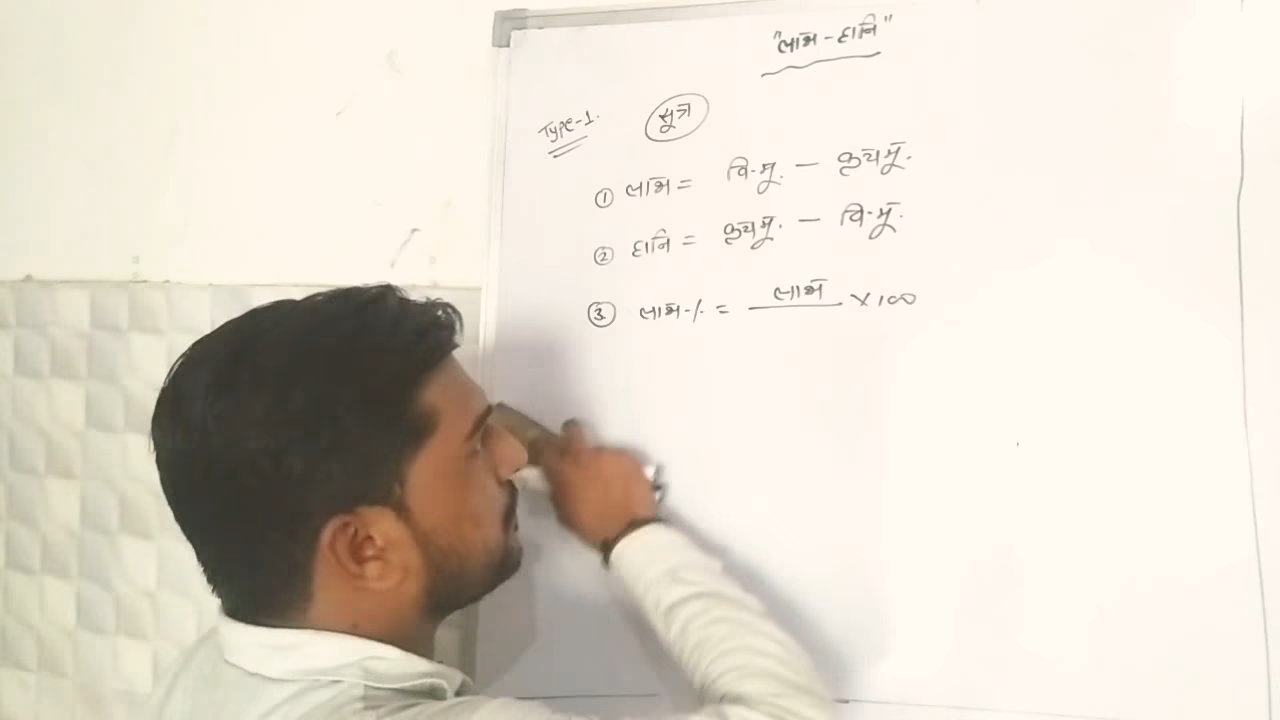 "लाभ - हानि"
Type-1. सूत्र
① लाभ = वि.मू. - क्रयमू.
② हानि = क्रयमू. - वि.मू.
③ लाभ-% = लाभ × 100